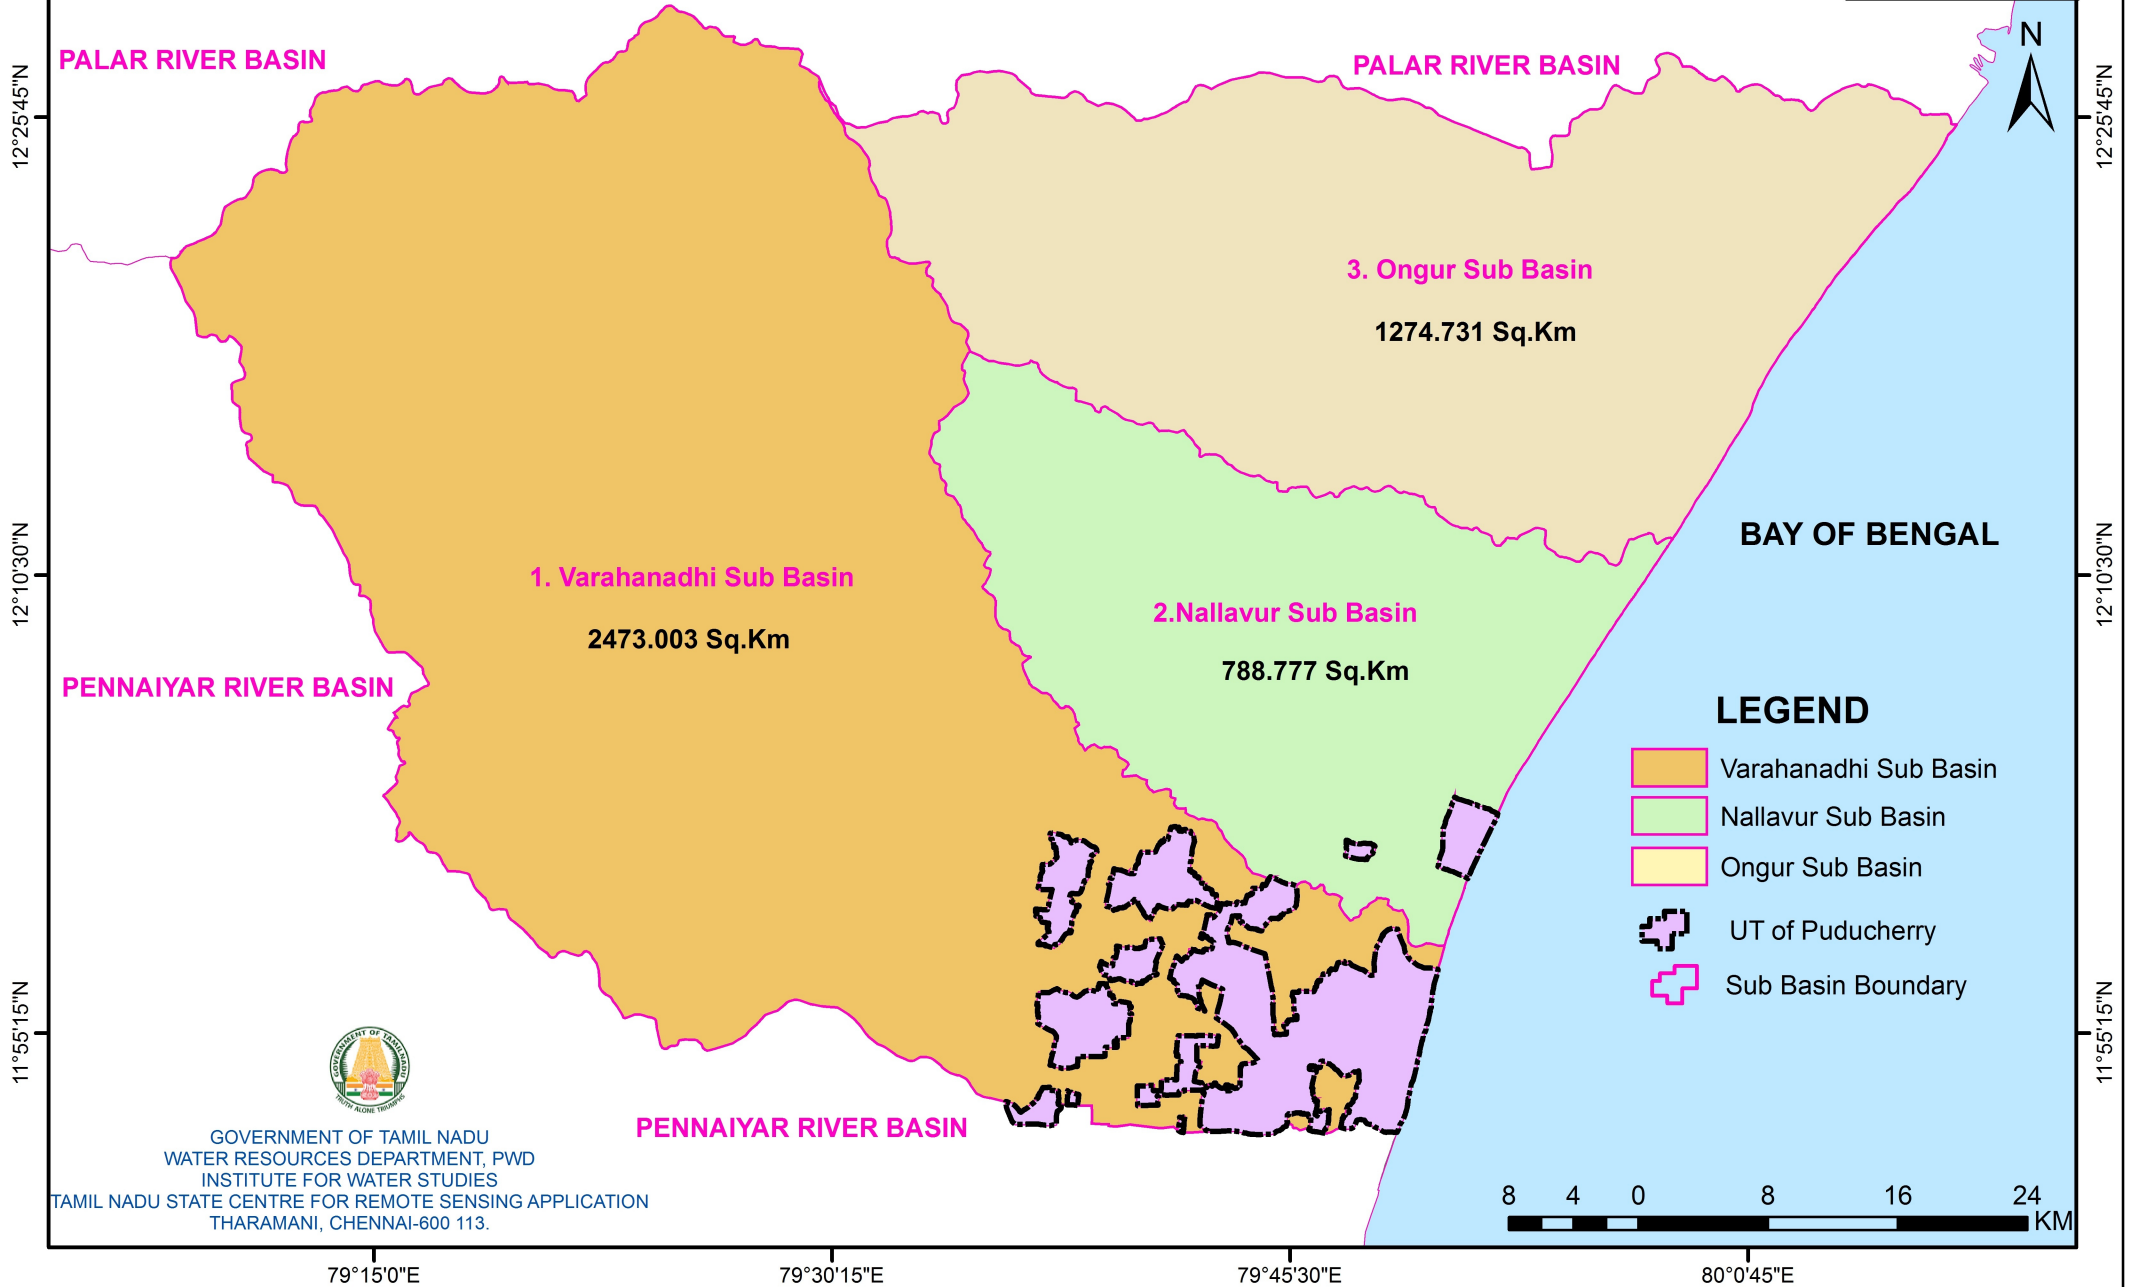 PALAR RIVER BASIN
PALAR RIVER BASIN
N
12°25'45"N
12°25'45"N
3. Ongur Sub Basin
1274.731 Sq.Km
BAY OF BENGAL
12°10'30"N
12°10'30"N
1. Varahanadhi Sub Basin
2473.003 Sq.Km
2.Nallavur Sub Basin
788.777 Sq.Km
PENNAIYAR RIVER BASIN
LEGEND
Varahanadhi Sub Basin
Nallavur Sub Basin
Ongur Sub Basin
UT of Puducherry
Sub Basin Boundary
11°55'15"N
11°55'15"N
GOVERNMENT OF TAMILNADU
TRUTH ALONE TRIUMPHS
PENNAIYAR RIVER BASIN
GOVERNMENT OF TAMIL NADU
WATER RESOURCES DEPARTMENT, PWD
INSTITUTE FOR WATER STUDIES
TAMIL NADU STATE CENTRE FOR REMOTE SENSING APPLICATION
THARAMANI, CHENNAI-600 113.
8 4 0 8 16 24
KM
79°15'0"E
79°30'15"E
79°45'30"E
80°0'45"E